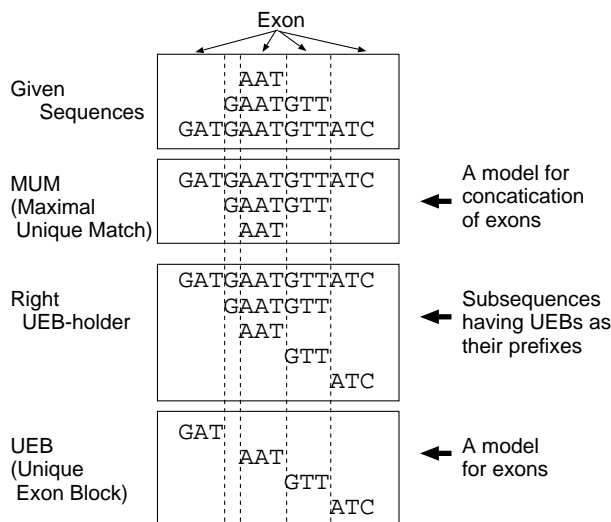 Exon
Given
Sequences
AAT
GAATGTT
GATGAATGTTATC
MUM
(Maximal
Unique Match)
GATGAATGTTATC
GAATGTT
AAT
A model for
concatication
of exons
Right
UEB-holder
GATGAATGTTATC
GAATGTT
AAT
GTT
ATC
Subsequences
having UEBs as
their prefixes
UEB
(Unique
Exon Block)
GAT
AAT
GTT
ATC
A model
for exons